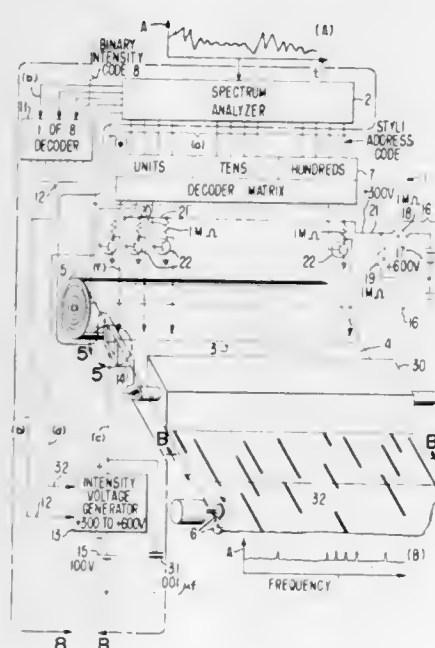 A
(A)
t
BINARY
INTENSITY
CODE 8
(b)
SPECTRUM
ANALYZER
2
1 OF 8
DECODER
(a)
STYLI
ADDRESS
CODE
UNITS TENS HUNDREDS
DECODER MATRIX
7
12
+300V
21
1MΩ
1MΩ
21
1MΩ
18
16
22
22
17
+600V
19
1MΩ
16
5
5
5
14
30
4
30
B
B
32
(d)
(c)
32
INTENSITY
VOLTAGE
GENERATOR
+300 TO +600V
12
13
15
100V
31
.001μf
6
A
(B)
FREQUENCY
8
B